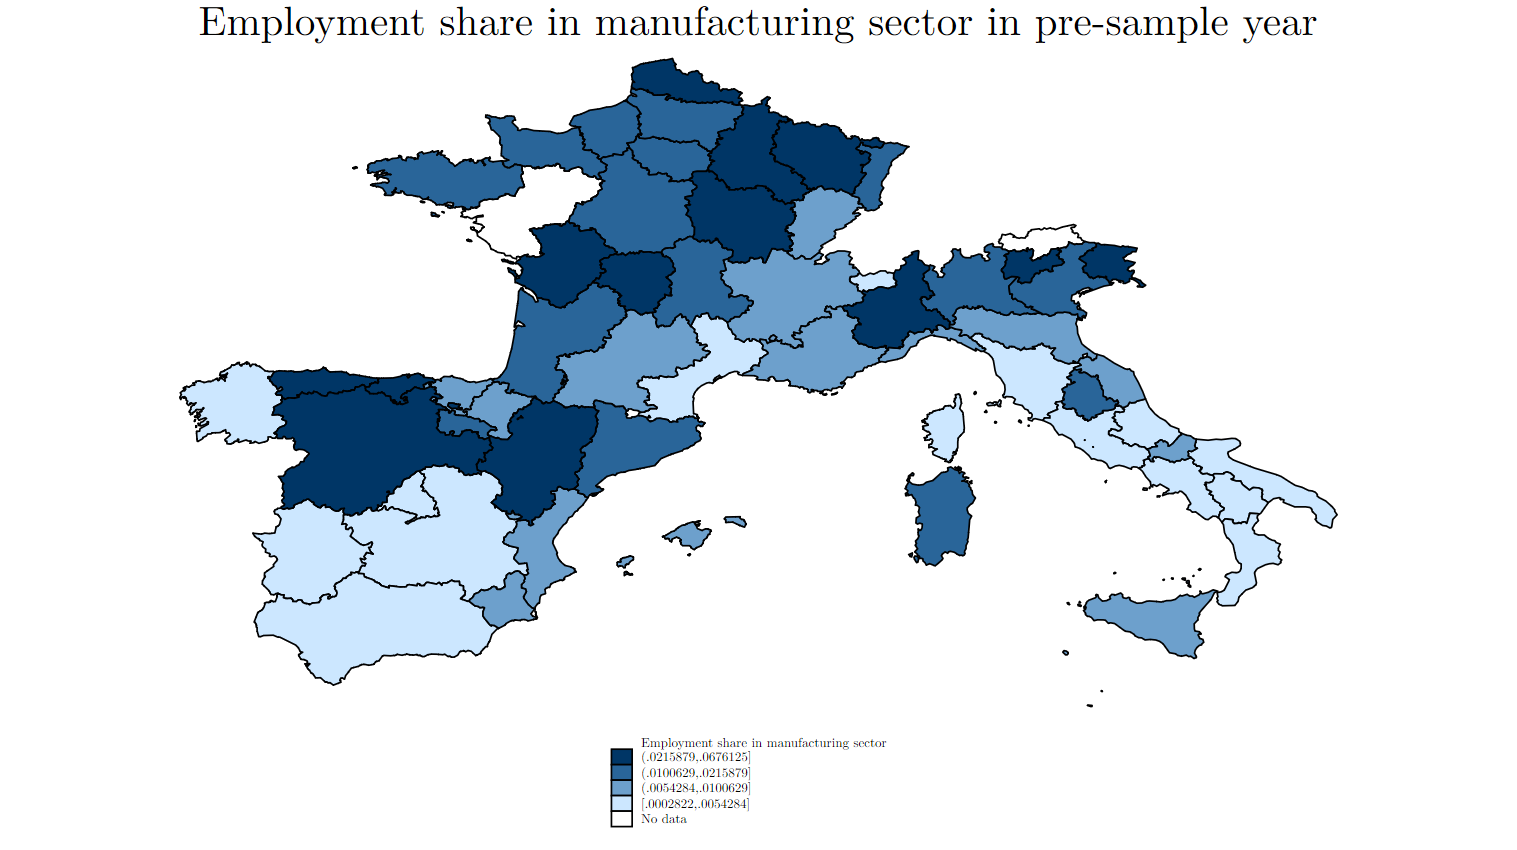 Employment share in manufacturing sector in pre-sample year
Employment share in manufacturing sector
(.0215879,.0676125]
(.0100629,.0215879]
(.0054284,.0100629]
[.0002822,.0054284]
No data